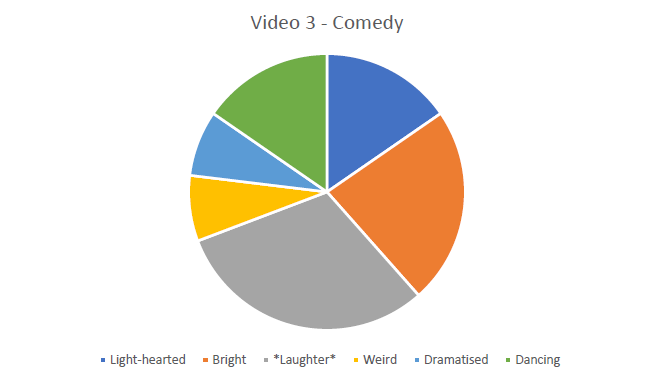 Video 3 - Comedy
Light-hearted Bright *Laughter* Weird Dramatised Dancing